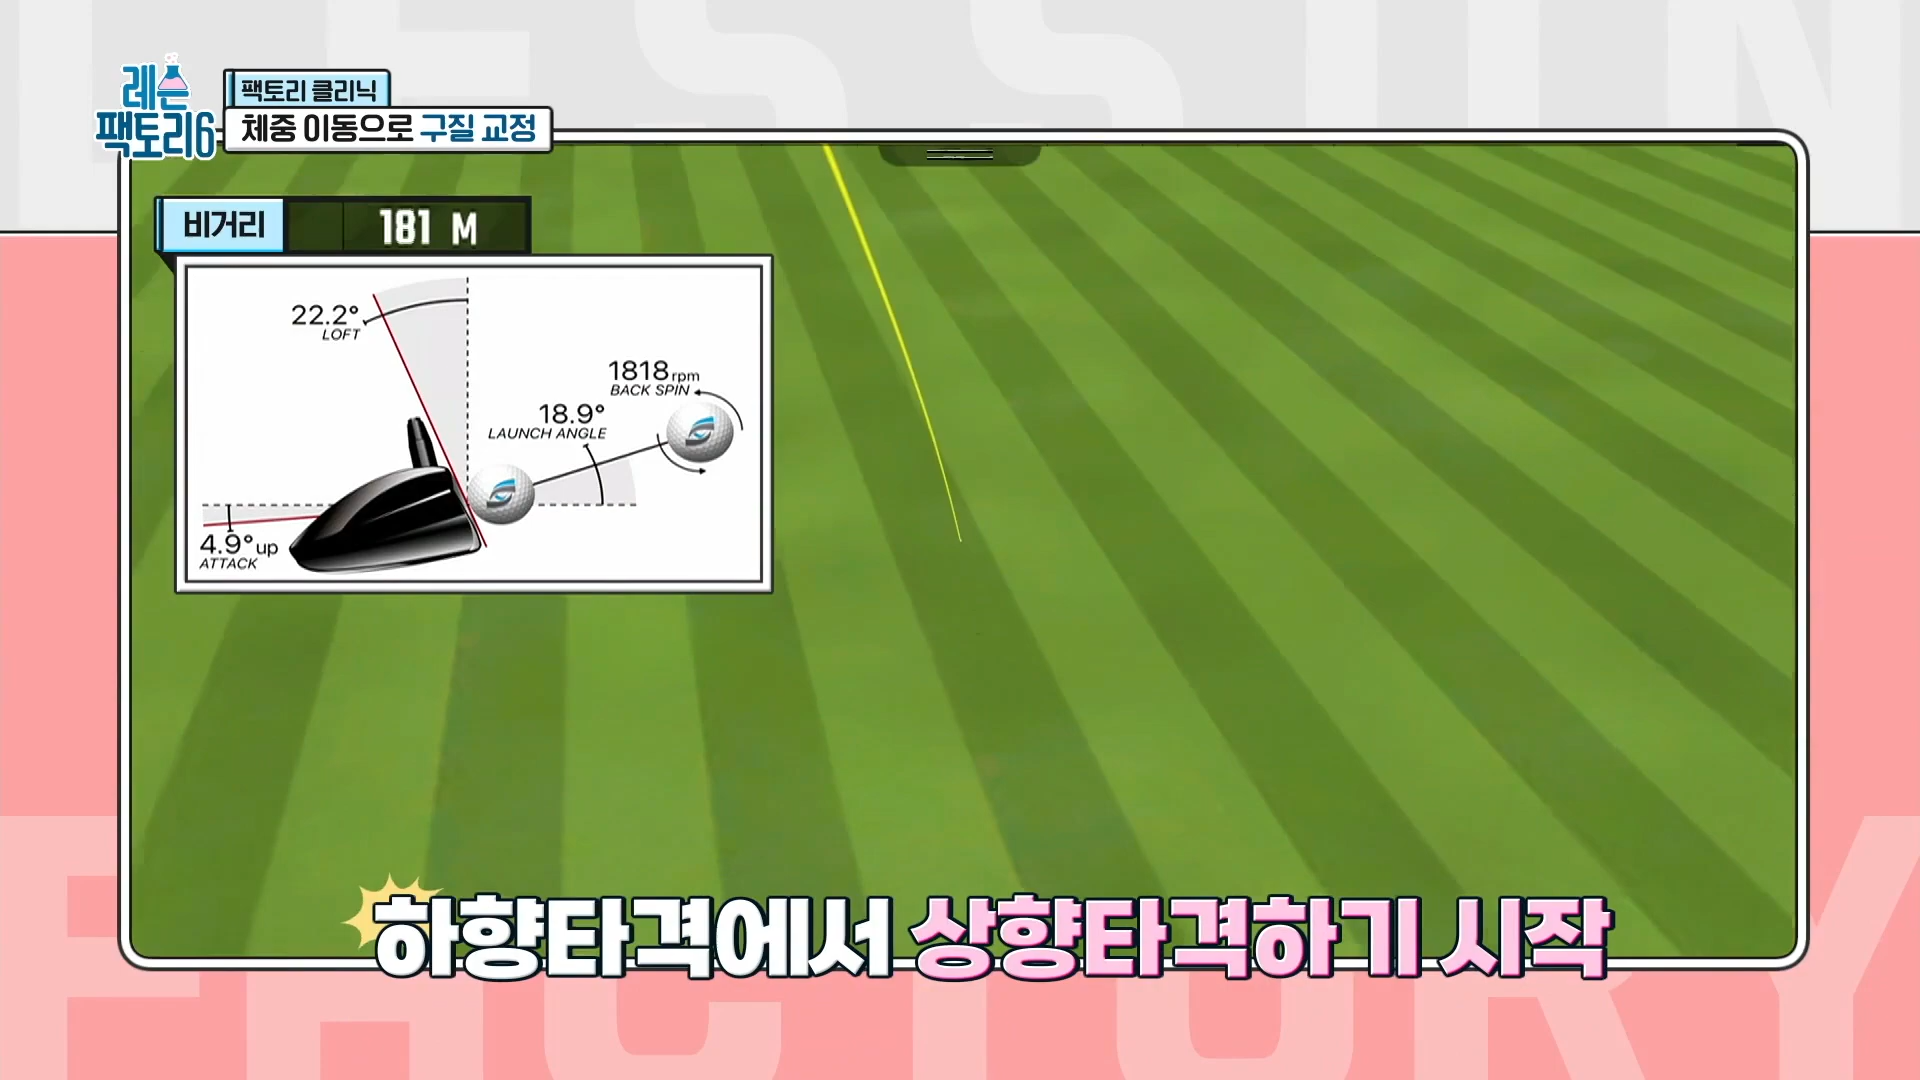 레슨
팩토리6
팩토리 클리닉
체중 이동으로 구질 교정
비거리 181 M
22.2°
LOFT
1818rpm
BACK SPIN
18.9°
LAUNCH ANGLE
4.9°up
ATTACK
하향타격에서 상향타격하기 시작
LESSON
FACTORY